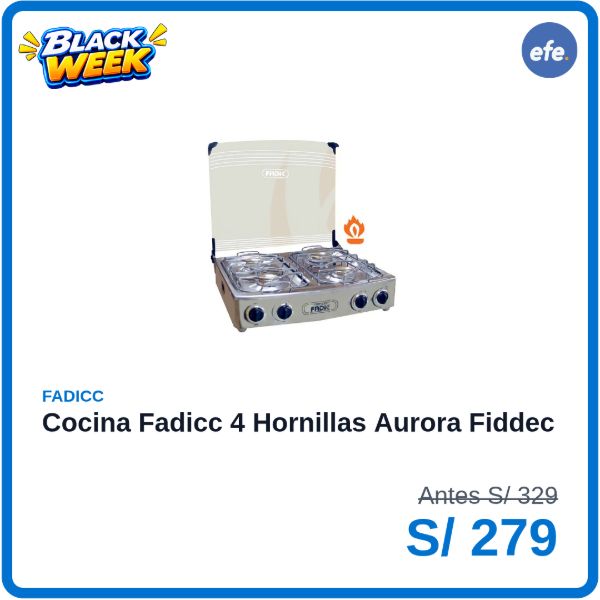 BLACK
WEEK
efe.
FADICC
Cocina Fadicc 4 Hornillas Aurora Fiddec
Antes S/ 329
S/ 279